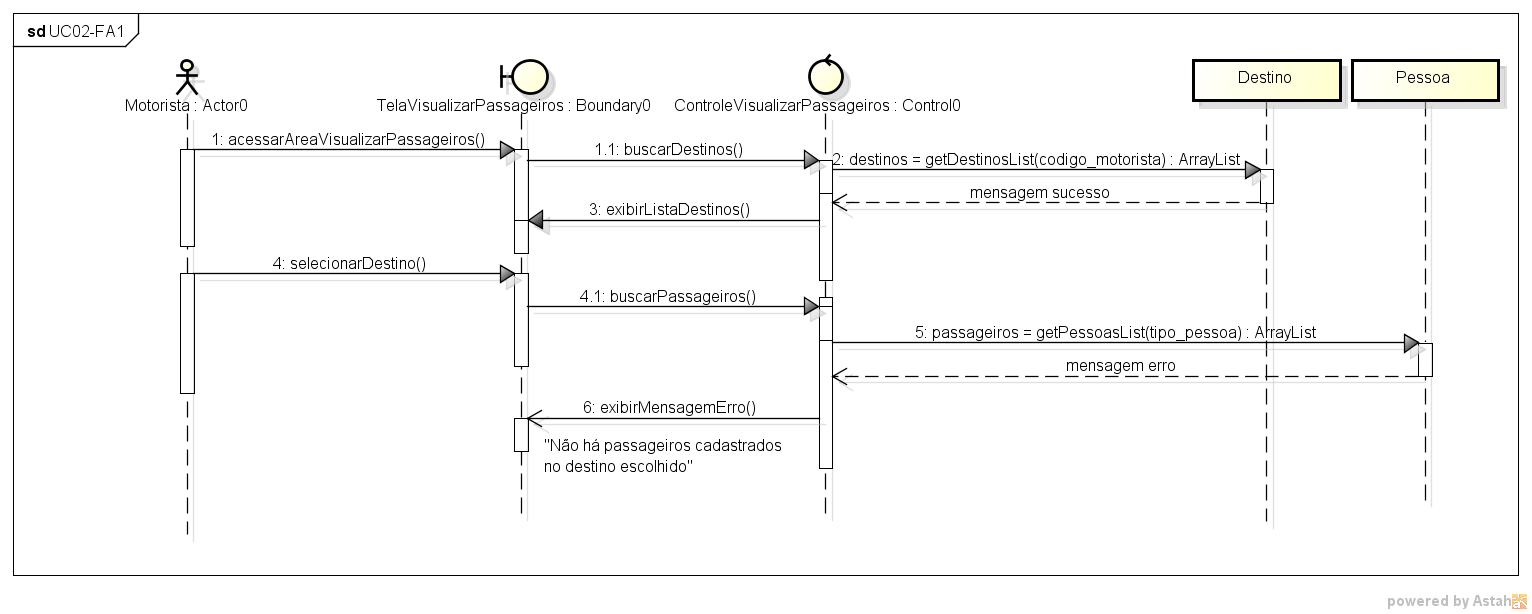 sd UC02-FA1
Destino
Pessoa
Motorista : Actor0
TelaVisualizarPassageiros : Boundary0
ControleVisualizarPassageiros : Control0
1: acessarAreaVisualizarPassageiros()
1.1: buscarDestinos()
2: destinos = getDestinosList(codigo_motorista) : ArrayList
mensagem sucesso
3: exibirListaDestinos()
4: selecionarDestino()
4.1: buscarPassageiros()
5: passageiros = getPessoasList(tipo_pessoa) : ArrayList
mensagem erro
6: exibirMensagemErro()
"Não há passageiros cadastrados
no destino escolhido"
powered by Astah